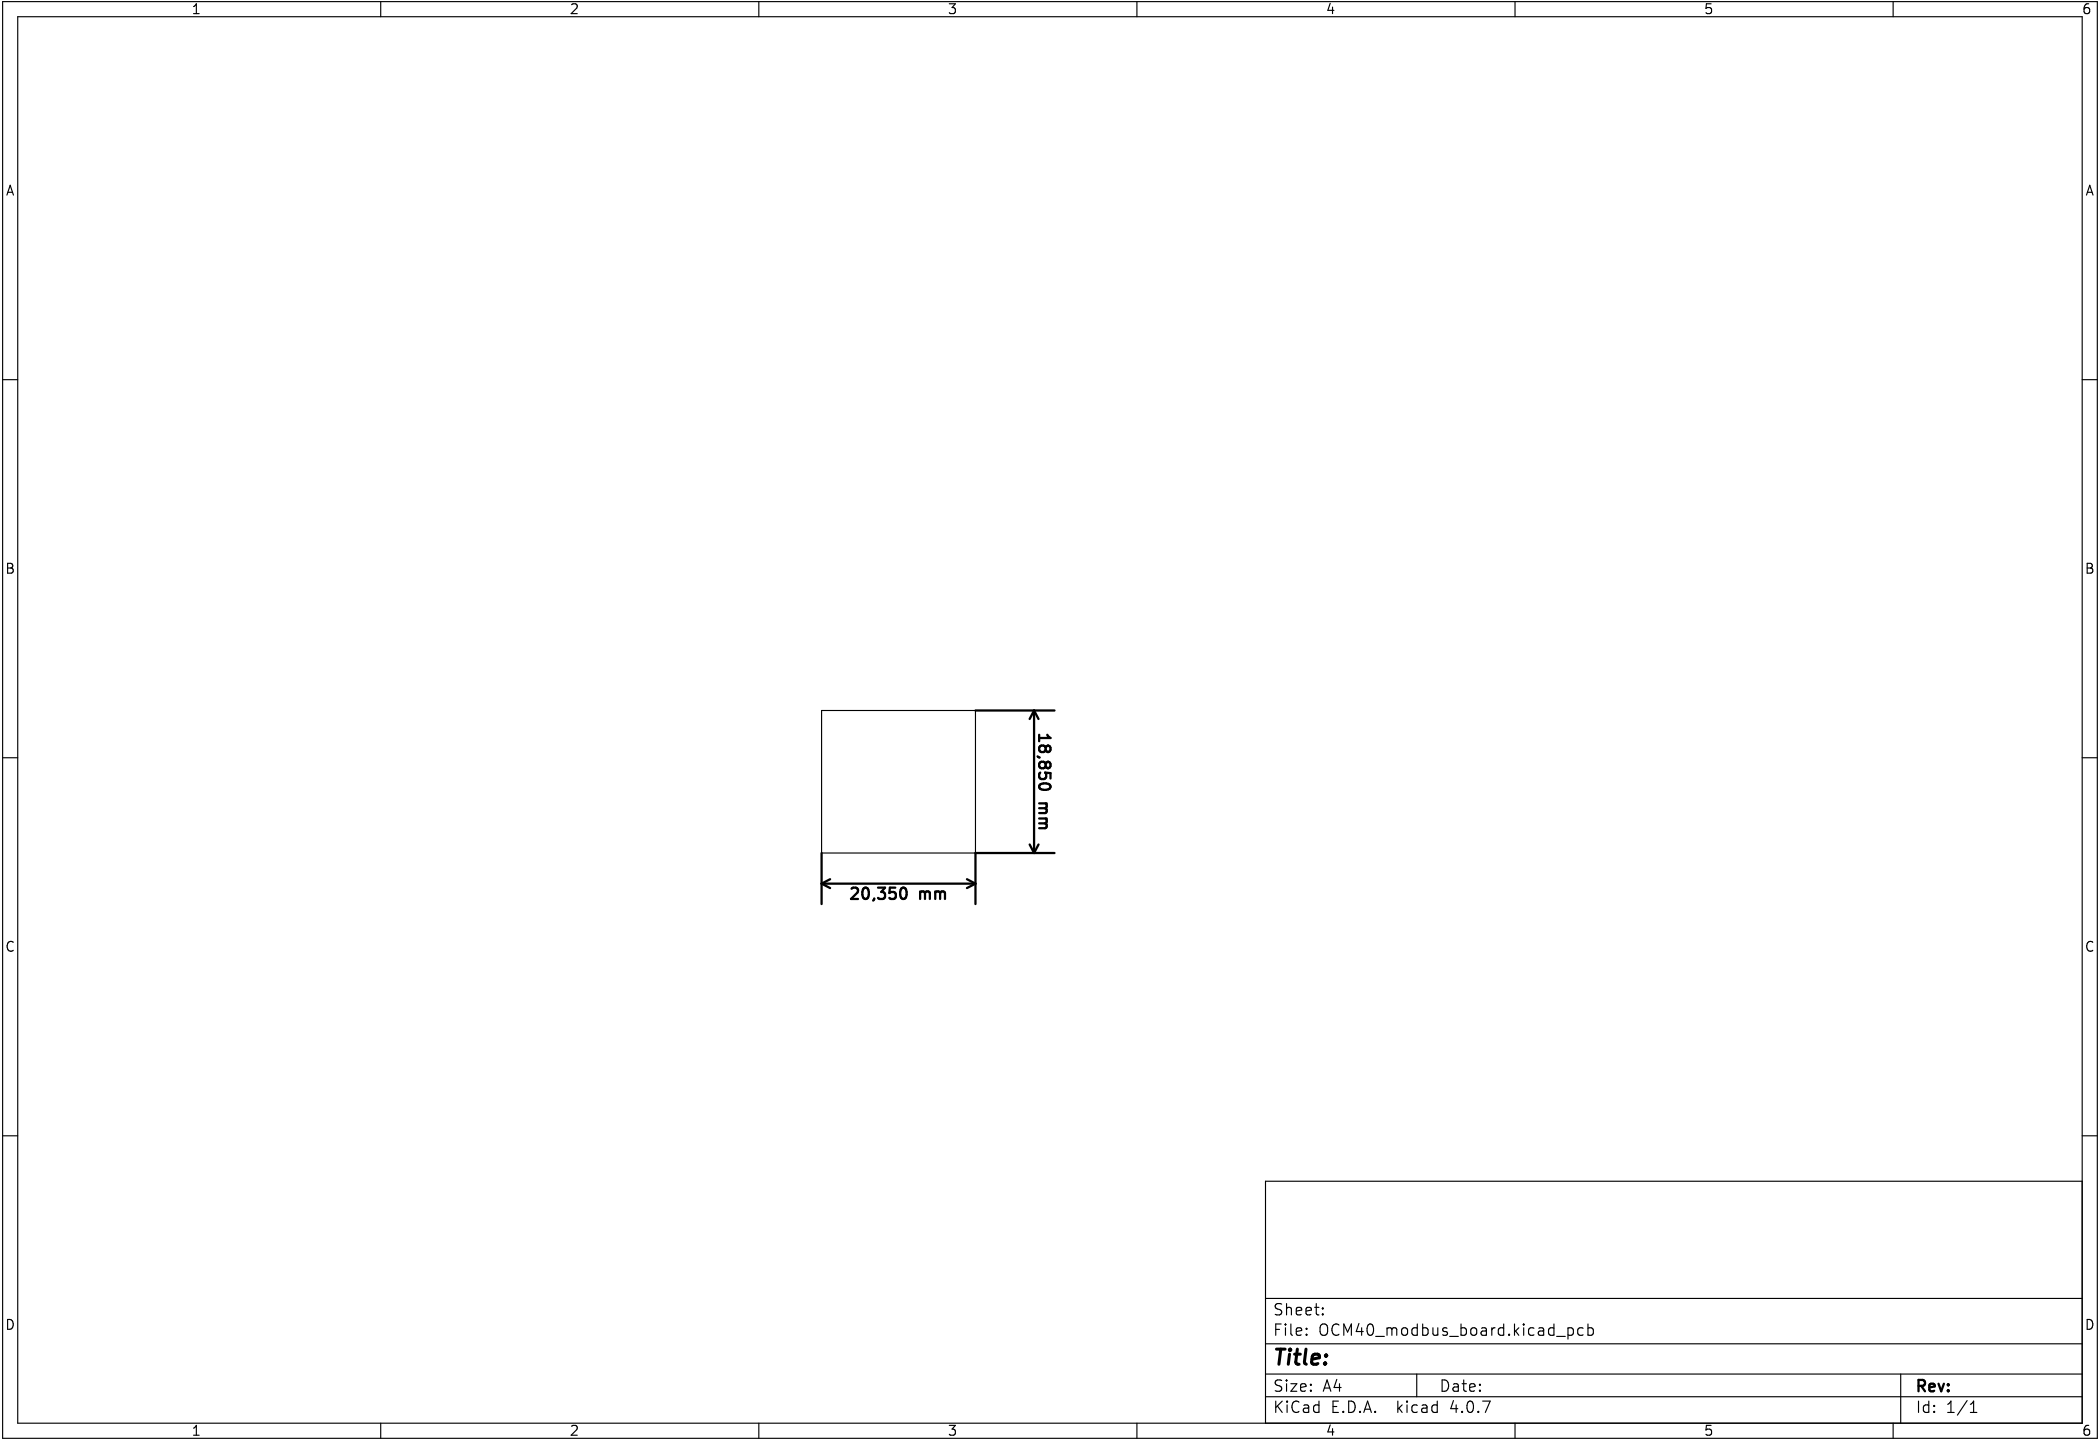 1 2 3 4 5 6
A A
B B
18,850 mm
20,350 mm
C C
Sheet:
File: OCM40_modbus_board.kicad_pcb
D D
Title:
Size: A4 Date: Rev:
KiCad E.D.A. kicad 4.0.7 Id: 1/1
1 2 3 4 5 6